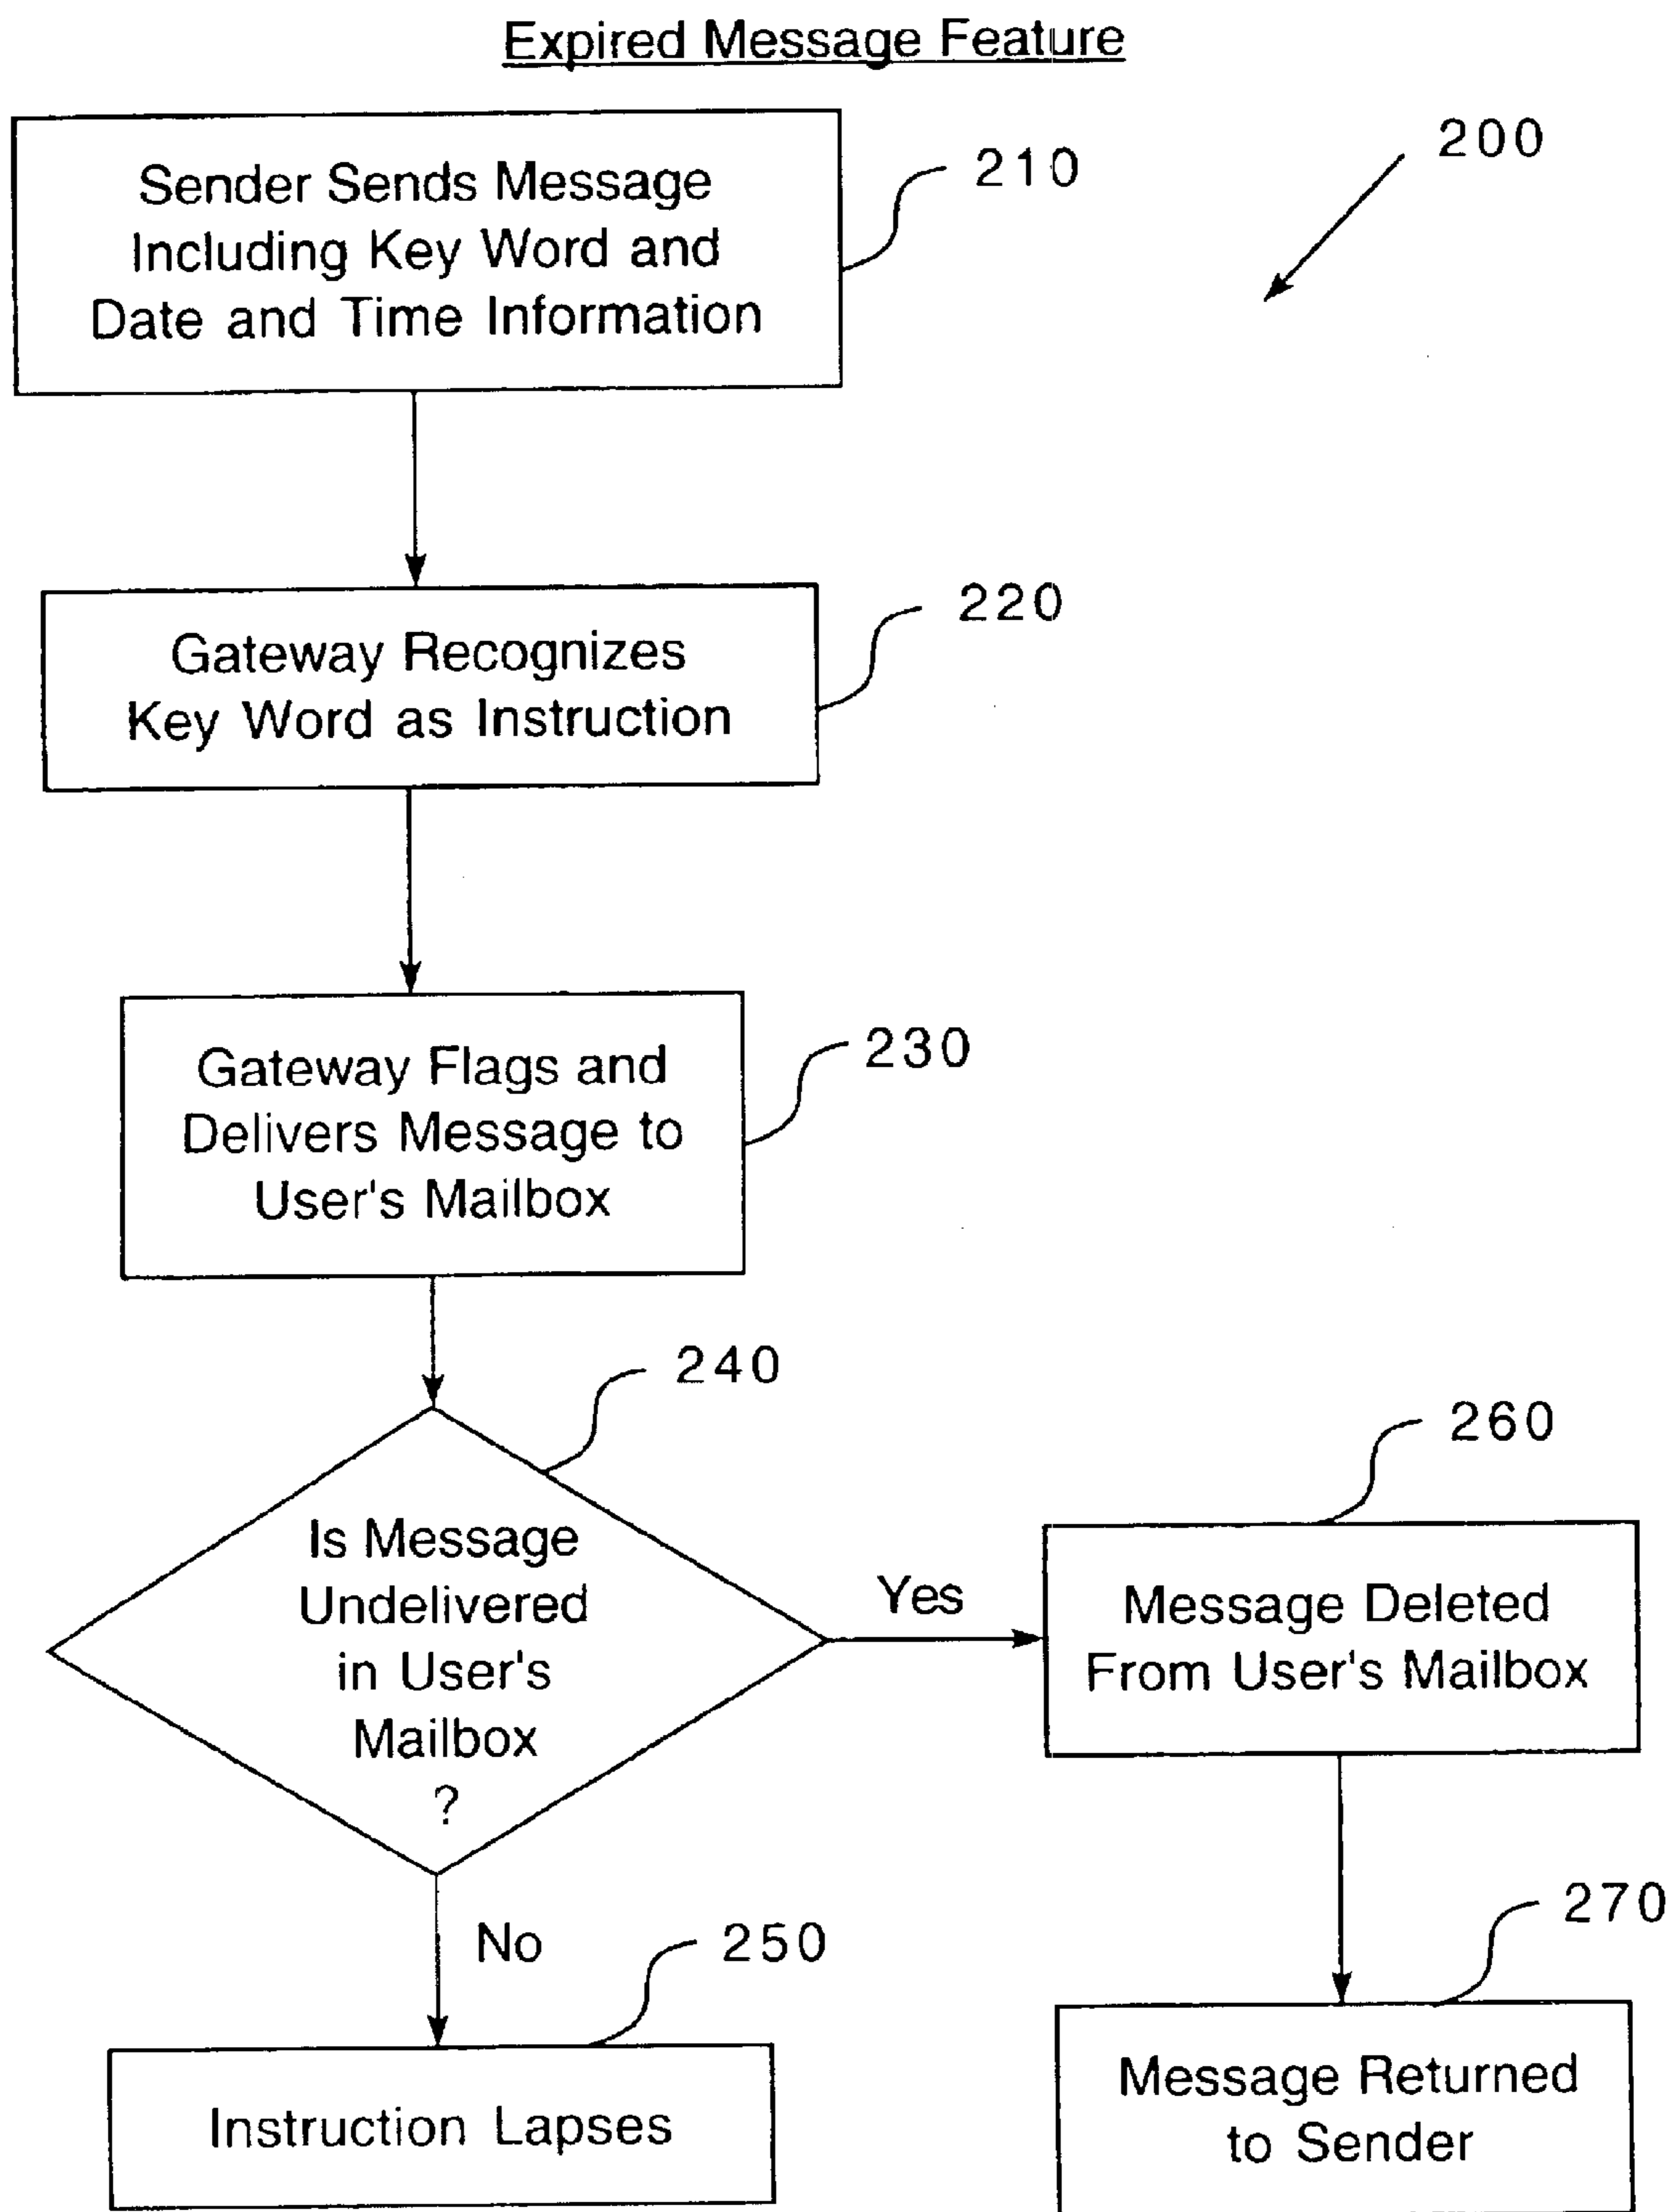 Expired Message Feature
200
Sender Sends Message
Including Key Word and
Date and Time Information
210
Gateway Recognizes
Key Word as Instruction
220
Gateway Flags and
Delivers Message to
User's Mailbox
230
Is Message
Undelivered
in User's
Mailbox
?
240
Yes
Message Deleted
From User's Mailbox
260
No
Instruction Lapses
250
Message Returned
to Sender
270